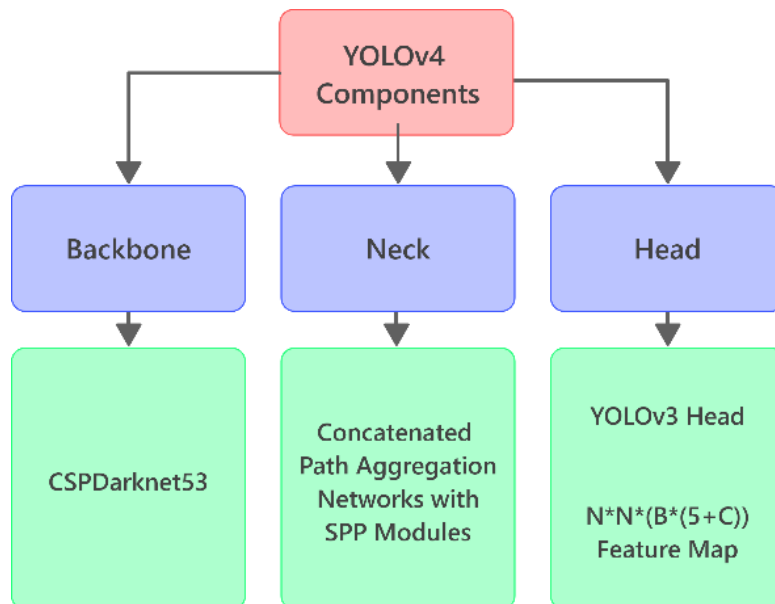 YOLOv4
Components
Backbone
Neck
Head
CSPDarknet53
Concatenated
Path Aggregation
Networks with
SPP Modules
YOLOv3 Head
N*N*(B*(5+C))
Feature Map